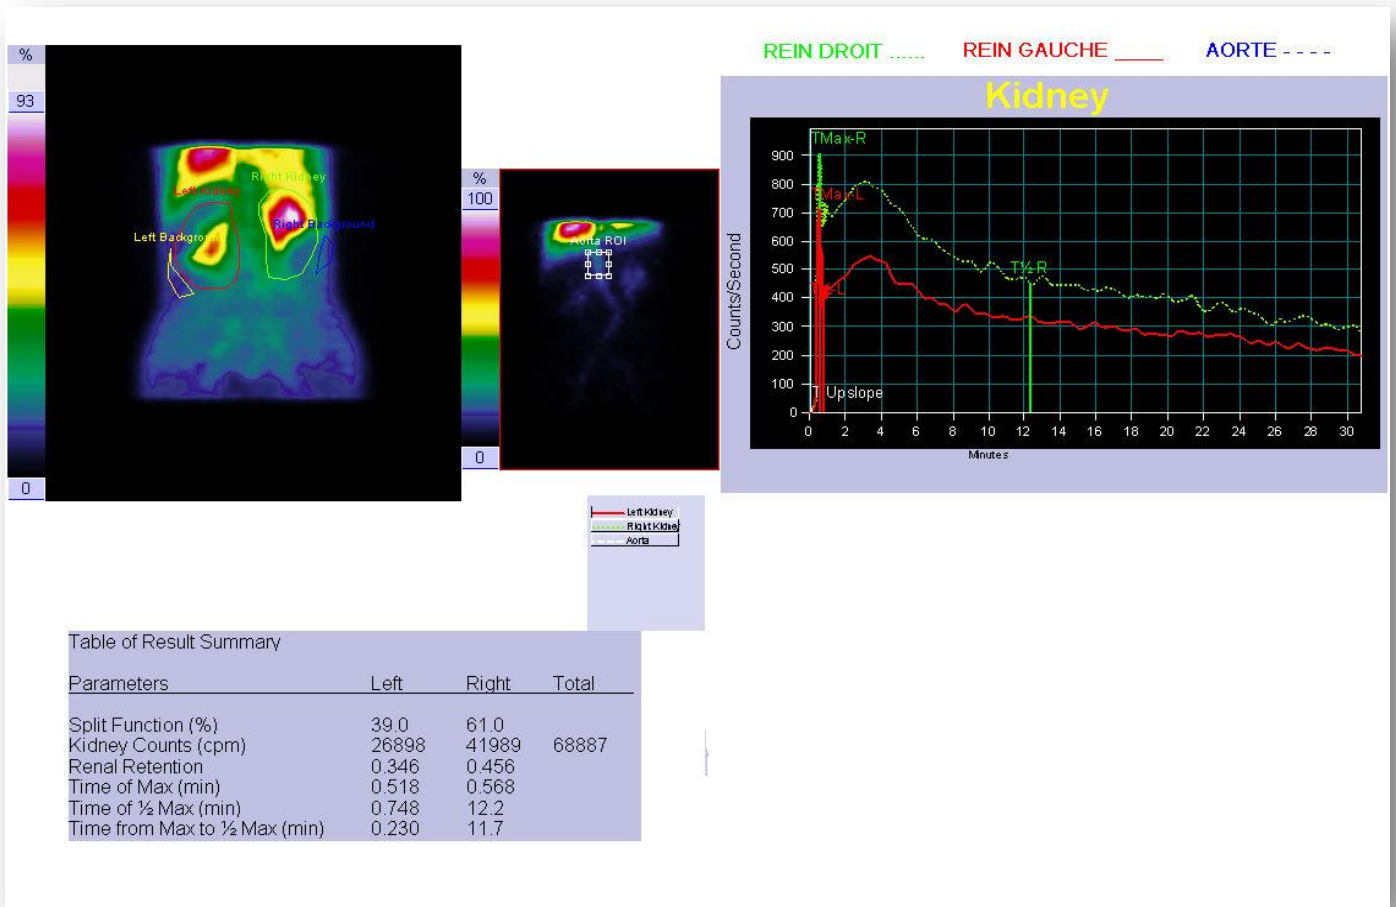 REIN DROIT ...... REIN GAUCHE ____ AORTE - - - -
%
93
0
Right Kidney
Left Kidney
Right Background
Left Background
%
100
0
Aorta ROI
Kidney
TMax-R
TMax-L
T½-R
T Upslope
Counts/Second
900
800
700
600
500
400
300
200
100
0
0 2 4 6 8 10 12 14 16 18 20 22 24 26 28 30
Minutes
Left Kidney
Right Kidney
Aorta
Table of Result Summary
Parameters Left Right Total
Split Function (%) 39.0 61.0
Kidney Counts (cpm) 26898 41989 68887
Renal Retention 0.346 0.456
Time of Max (min) 0.518 0.568
Time of ½ Max (min) 0.748 12.2
Time from Max to ½ Max (min) 0.230 11.7